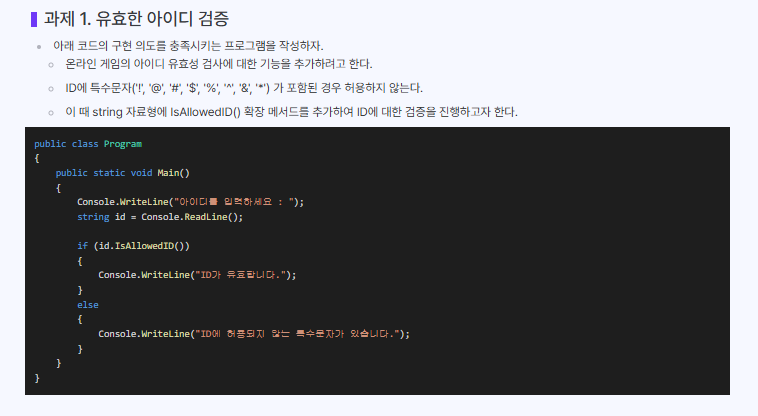 과제 1. 유효한 아이디 검증
아래 코드의 구현 의도를 충족시키는 프로그램을 작성하자.
온라인 게임의 아이디 유효성 검사에 대한 기능을 추가하려고 한다.
ID에 특수문자('!', '@', '#', '$', '%', '^', '&', '*') 가 포함된 경우 허용하지 않는다.
이 때 string 자료형에 IsAllowedID() 확장 메서드를 추가하여 ID에 대한 검증을 진행하고자 한다.
public class Program
{
public static void Main()
{
Console.WriteLine("아이디를 입력하세요 : ");
string id = Console.ReadLine();
if (id.IsAllowedID())
{
Console.WriteLine("ID가 유효합니다.");
}
else
{
Console.WriteLine("ID에 허용되지 않는 특수문자가 있습니다.");
}
}
}